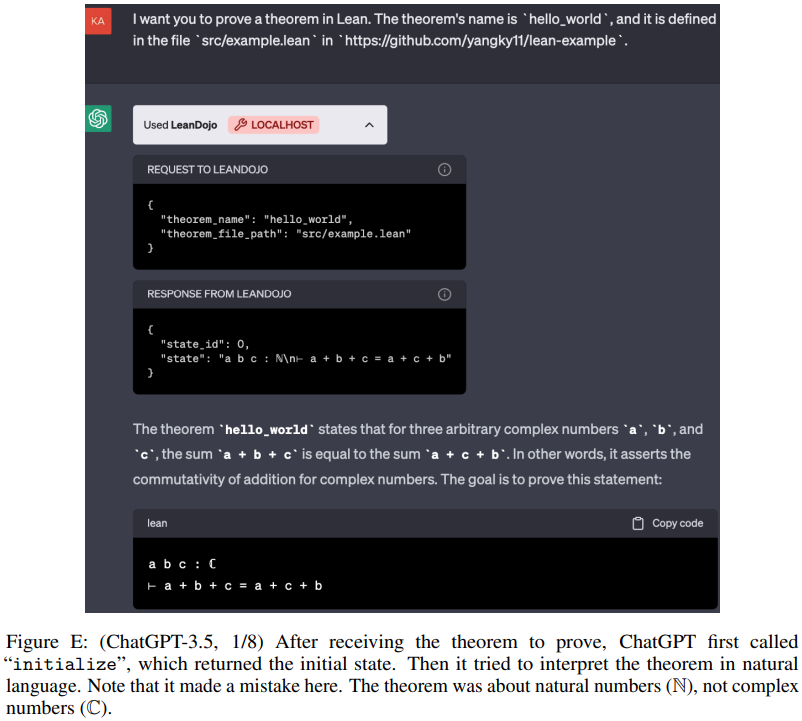 KA
I want you to prove a theorem in Lean. The theorem's name is `hello_world`, and it is defined
in the file `src/example.lean` in `https://github.com/yangky11/lean-example`.
Used LeanDojo LOCALHOST
REQUEST TO LEANDOJO
{
"theorem_name": "hello_world",
"theorem_file_path": "src/example.lean"
}
RESPONSE FROM LEANDOJO
{
"state_id": 0,
"state": "a b c : ℕ\n⊢ a + b + c = a + c + b"
}
The theorem `hello_world` states that for three arbitrary complex numbers `a`, `b`, and
`c`, the sum `a + b + c` is equal to the sum `a + c + b`. In other words, it asserts the
commutativity of addition for complex numbers. The goal is to prove this statement:
lean Copy code
a b c : ℂ
⊢ a + b + c = a + c + b
Figure E: (ChatGPT-3.5, 1/8) After receiving the theorem to prove, ChatGPT first called
“initialize”, which returned the initial state. Then it tried to interpret the theorem in natural
language. Note that it made a mistake here. The theorem was about natural numbers (ℕ), not complex
numbers (ℂ).